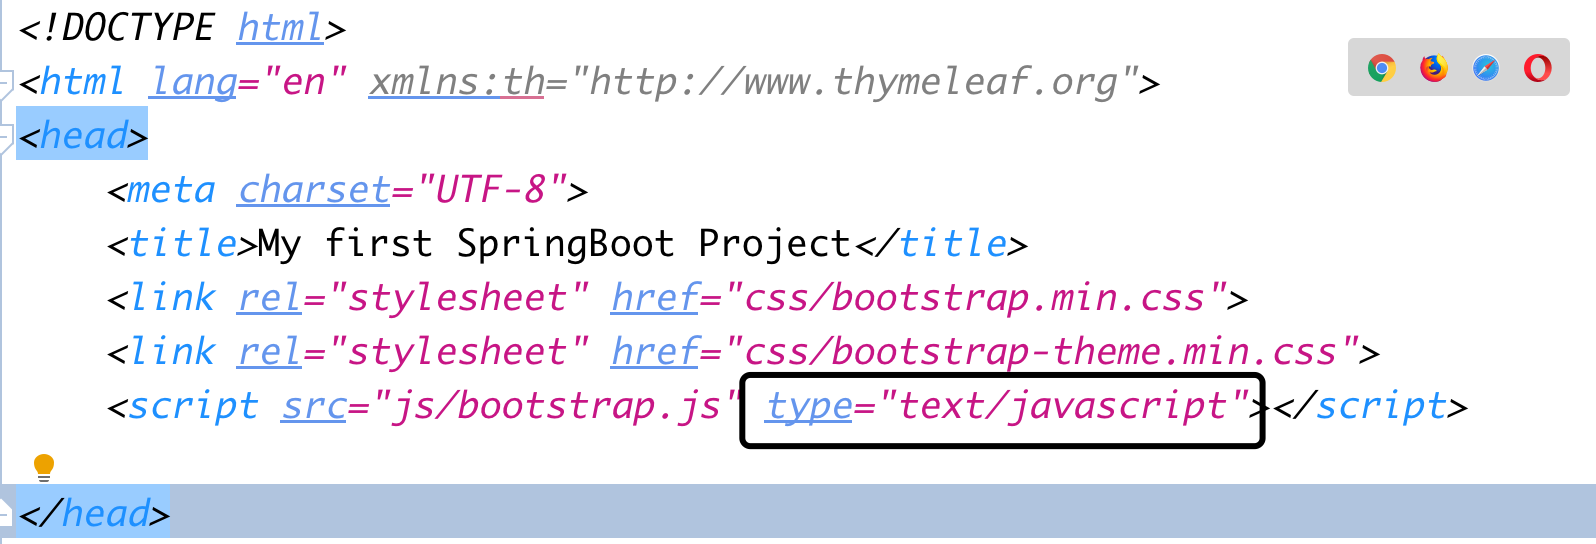 <!DOCTYPE html>
<html lang="en" xmlns:th="http://www.thymeleaf.org">
<head>
    <meta charset="UTF-8">
    <title>My first SpringBoot Project</title>
    <link rel="stylesheet" href="css/bootstrap.min.css">
    <link rel="stylesheet" href="css/bootstrap-theme.min.css">
    <script src="js/bootstrap.js" type="text/javascript"></script>
</head>